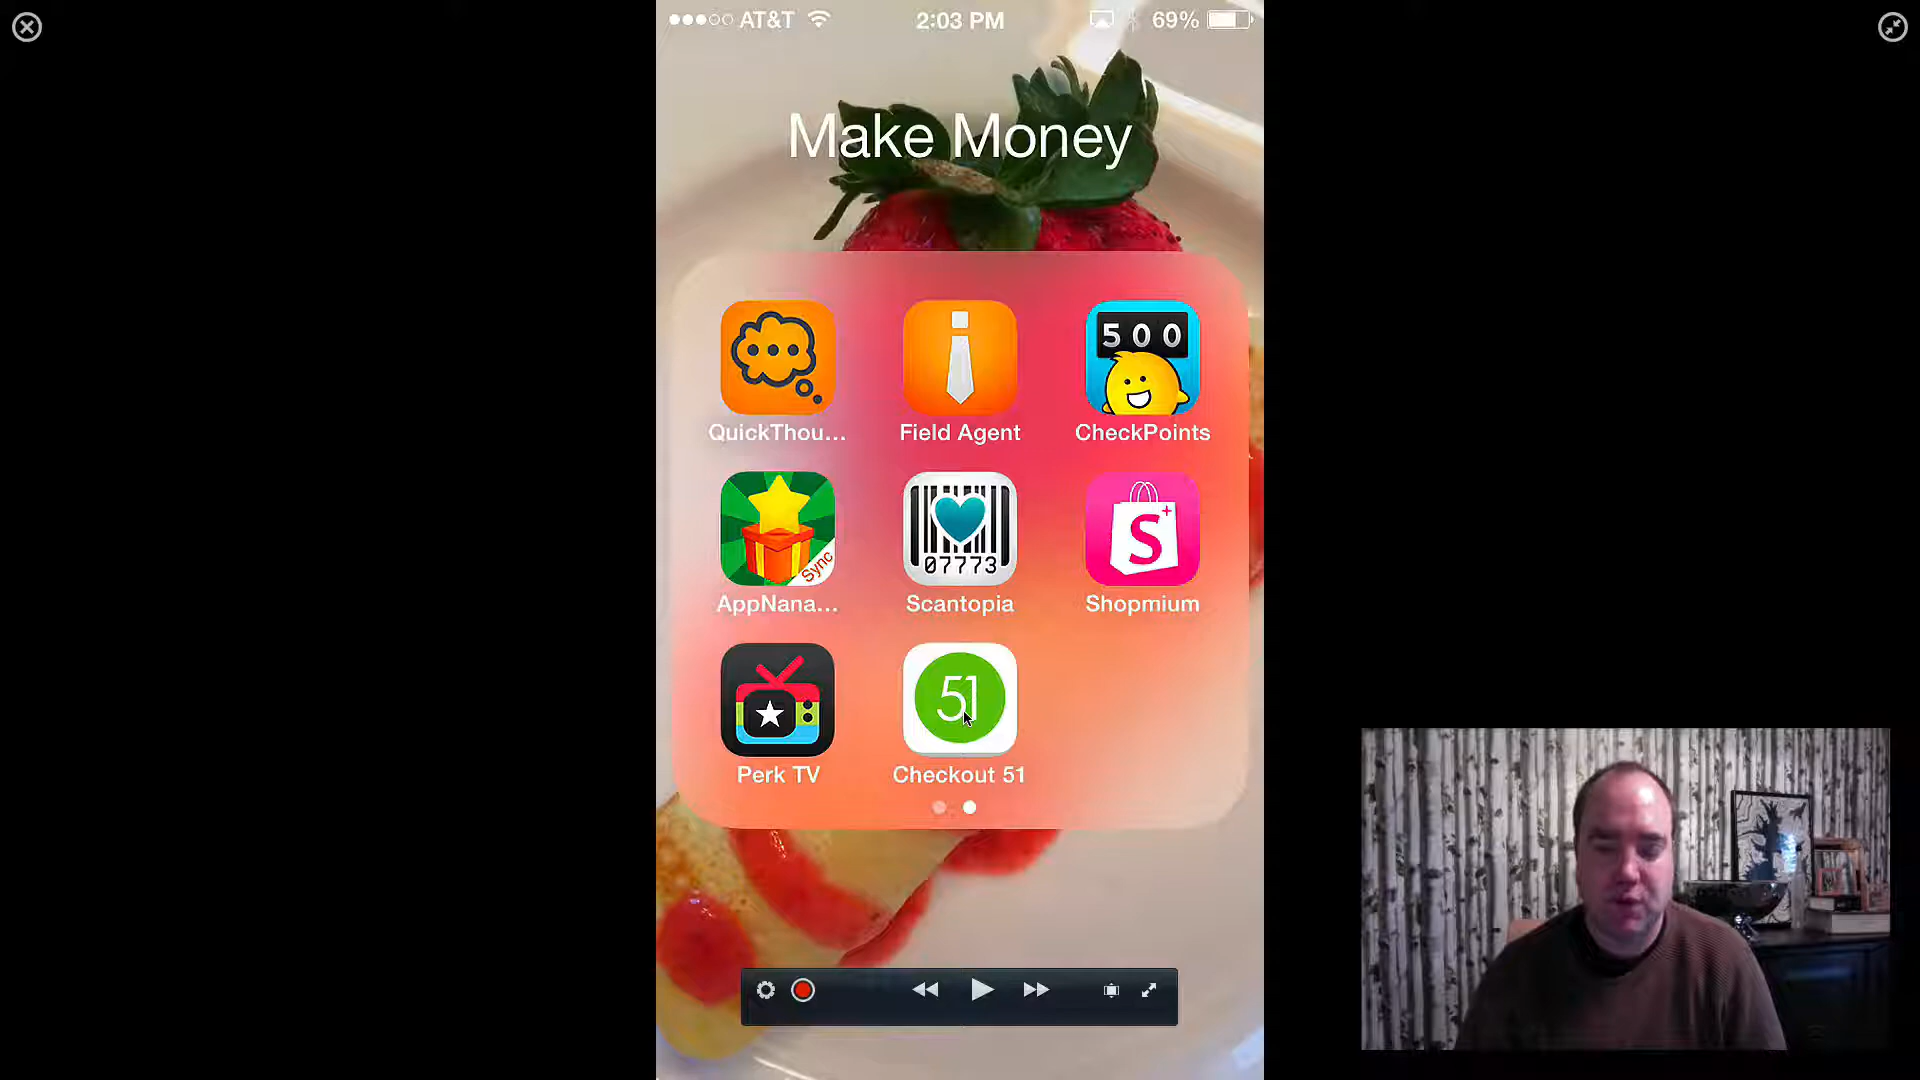 AT&T 2:03 PM 69%
Make Money
500
QuickThou... Field Agent CheckPoints
Sync 07773 S+
AppNana... Scantopia Shopmium
51
Perk TV Checkout 51